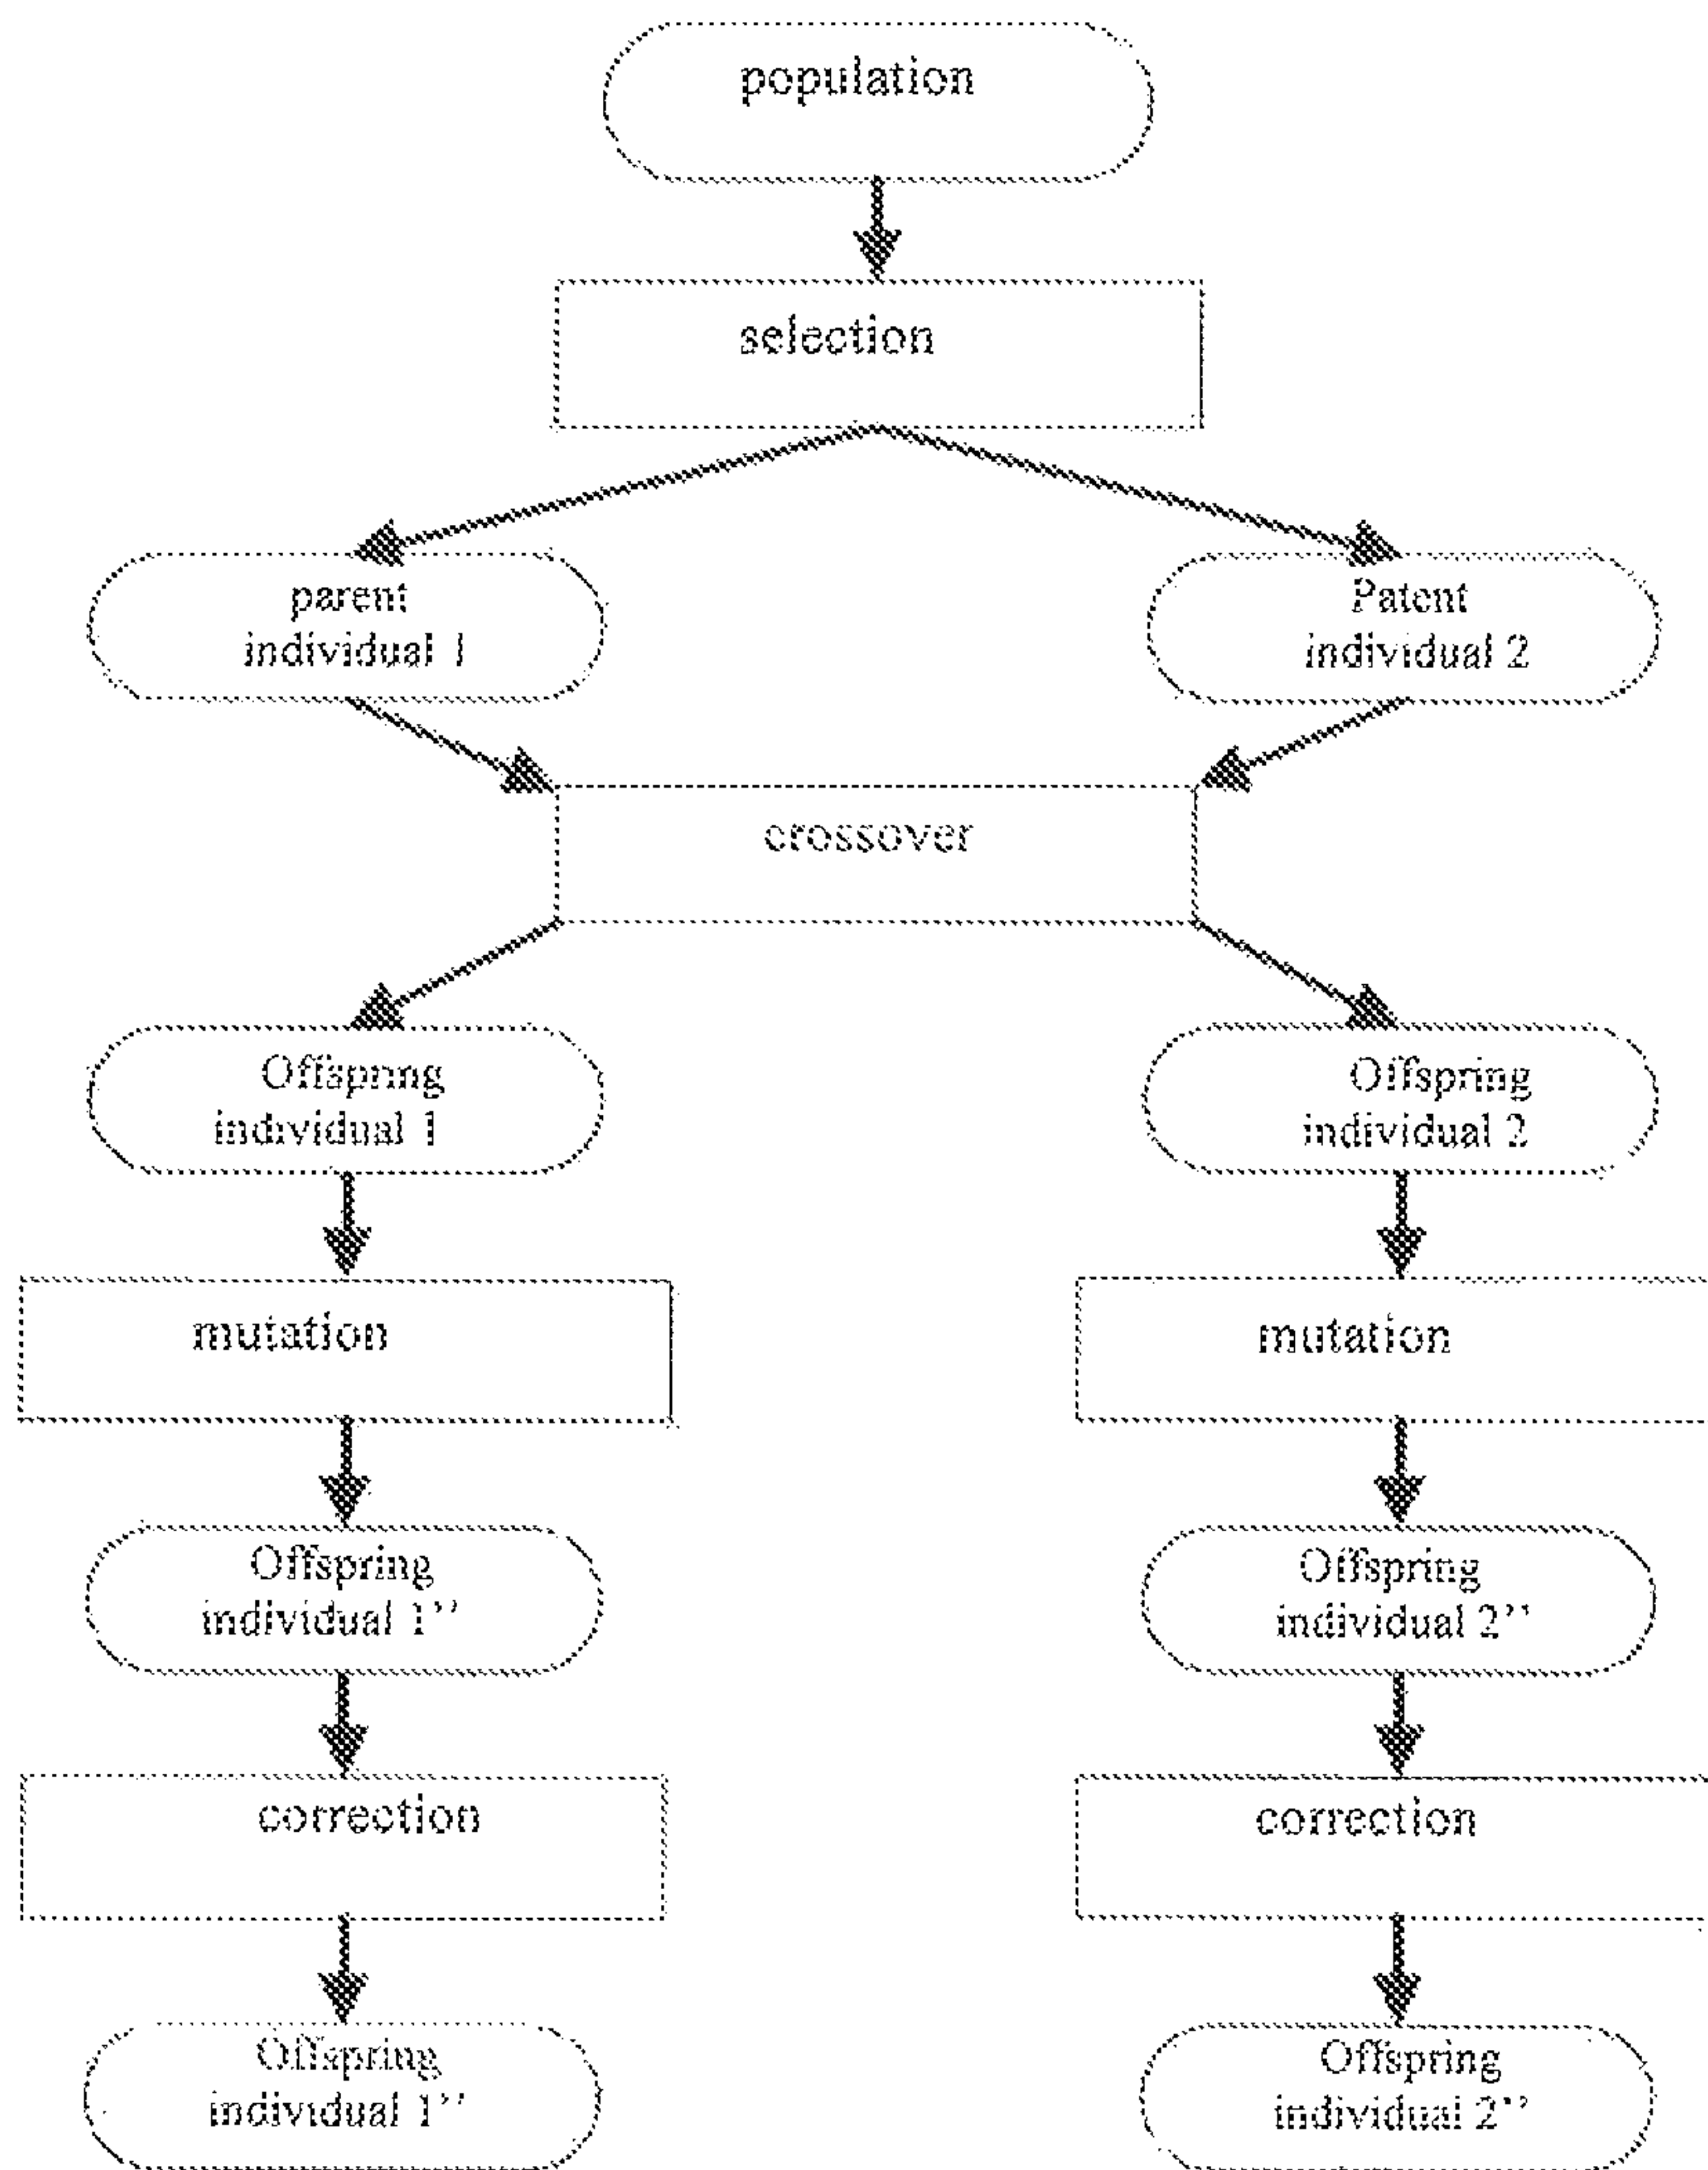 population
selection
parent
individual 1
Patent
individual 2
crossover
Offspring
individual 1
Offspring
individual 2
mutation
mutation
Offspring
individual 1’’
Offspring
individual 2’’
correction
correction
Offspring
individual 1’’
Offspring
individual 2’’